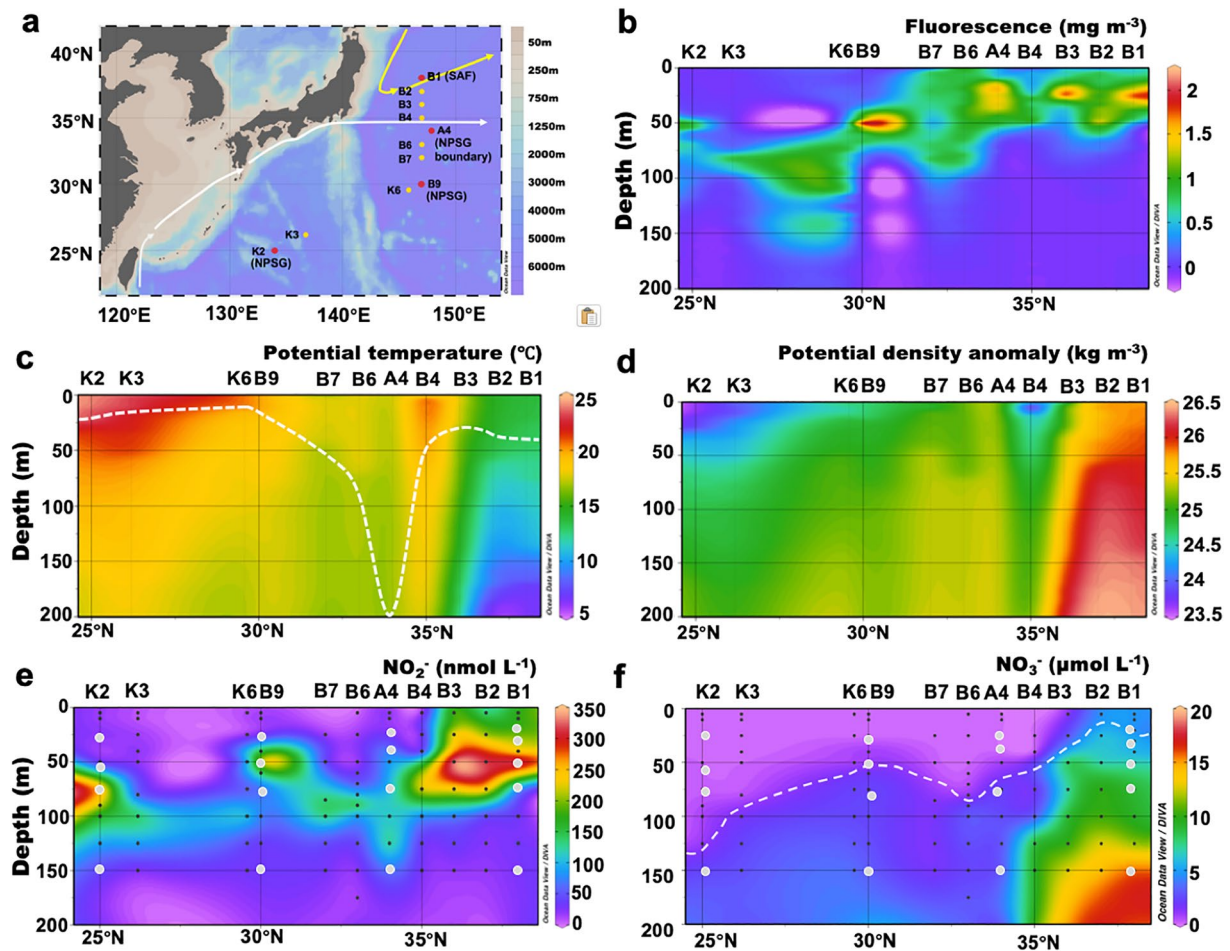 a
40°N
35°N
30°N
25°N
120°E
130°E
140°E
150°E
B1 (SAF)
B2
B3
B4
A4
(NPSG
boundary)
B6
B7
B9
(NPSG)
K6
K3
K2
(NPSG)
50m
250m
750m
1250m
2000m
3000m
4000m
5000m
6000m
Ocean Data View
b
Fluorescence (mg m-3)
K2 K3 K6 B9 B7 B6 A4 B4 B3 B2 B1
Depth (m)
0
50
100
150
200
25°N 30°N 35°N
2
1
1
0
0
Ocean Data View / DIVA
c
Potential temperature (°C)
K2 K3 K6 B9 B7 B6 A4 B4 B3 B2 B1
Depth (m)
0
50
100
150
200
25°N 30°N 35°N
25
20
15
10
5
Ocean Data View / DIVA
d
Potential density anomaly (kg m-3)
K2 K3 K6 B9 B7 B6 A4 B4 B3 B2 B1
Depth (m)
0
50
100
150
200
25°N 30°N 35°N
26.5
26
25.5
25
24.5
24
23.5
Ocean Data View / DIVA
e
NO2- (nmol L-1)
K2 K3 K6 B9 B7 B6 A4 B4 B3 B2 B1
Depth (m)
0
50
100
150
200
25°N 30°N 35°N
350
300
250
200
150
100
50
0
Ocean Data View / DIVA
f
NO3- (µmol L-1)
K2 K3 K6 B9 B7 B6 A4 B4 B3 B2 B1
Depth (m)
0
50
100
150
200
25°N 30°N 35°N
20
15
10
5
0
Ocean Data View / DIVA